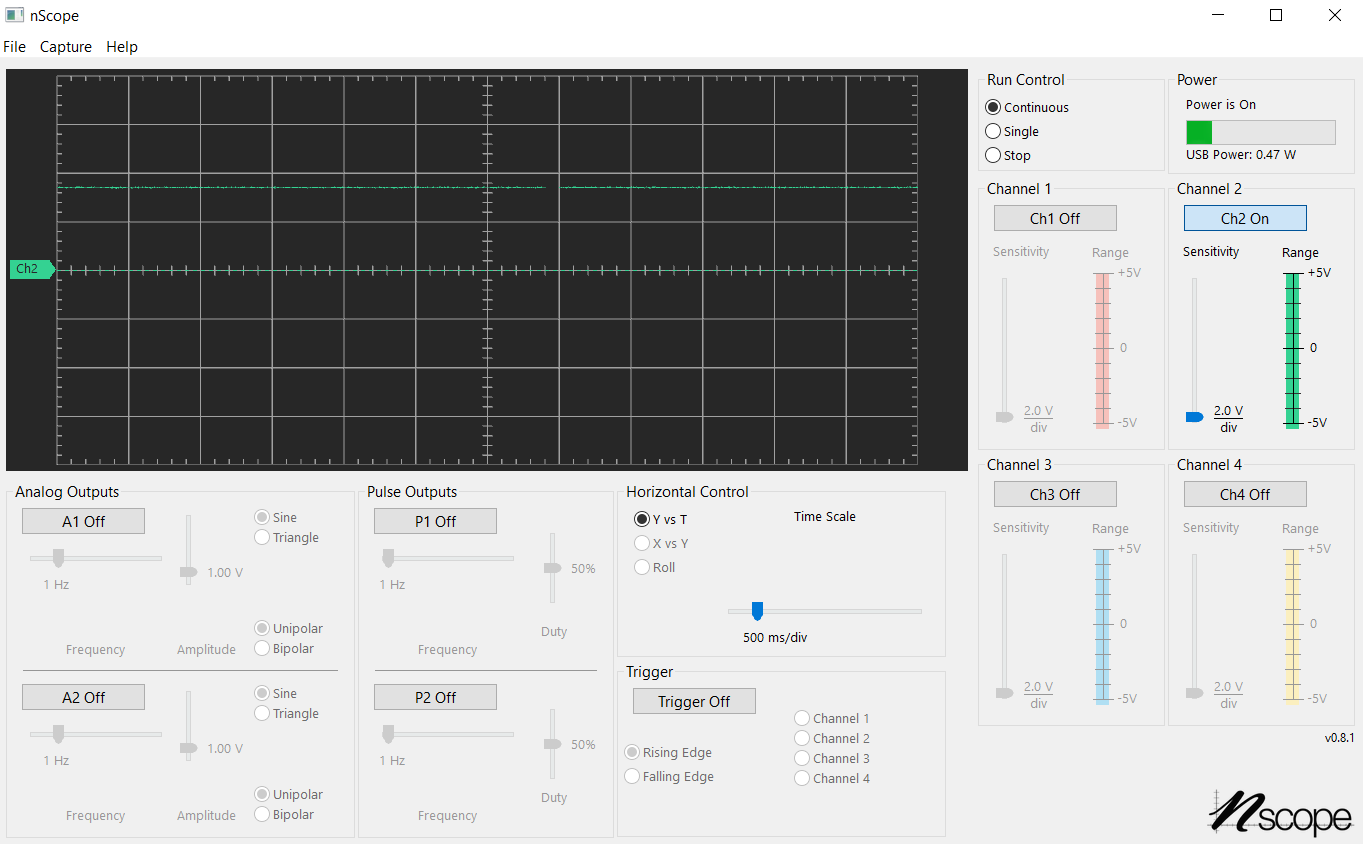 nScope
File Capture Help
Ch2
Run Control
Continuous
Single
Stop
Power
Power is On
USB Power: 0.47 W
Channel 1
Ch1 Off
Sensitivity
Range
+5V
0
-5V
2.0 V
div
Channel 2
Ch2 On
Sensitivity
Range
+5V
0
-5V
2.0 V
div
Channel 3
Ch3 Off
Sensitivity
Range
+5V
0
-5V
2.0 V
div
Channel 4
Ch4 Off
Sensitivity
Range
+5V
0
-5V
2.0 V
div
Analog Outputs
A1 Off
Sine
Triangle
1 Hz
1.00 V
Unipolar
Bipolar
Frequency
Amplitude
A2 Off
Sine
Triangle
1 Hz
1.00 V
Unipolar
Bipolar
Frequency
Amplitude
Pulse Outputs
P1 Off
1 Hz
50%
Duty
Frequency
P2 Off
1 Hz
50%
Duty
Frequency
Horizontal Control
Y vs T
X vs Y
Roll
Time Scale
500 ms/div
Trigger
Trigger Off
Rising Edge
Falling Edge
Channel 1
Channel 2
Channel 3
Channel 4
v0.8.1
nscope